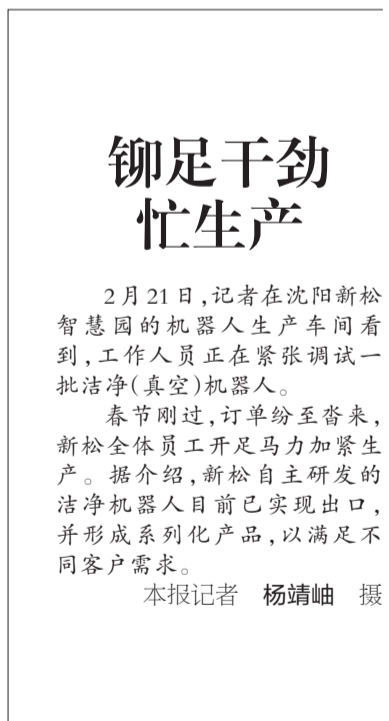 铆足干劲
忙生产
2月21日,记者在沈阳新松
智慧园的机器人生产车间看
到,工作人员正在紧张调试一
批洁净(真空)机器人。
春节刚过,订单纷至沓来,
新松全体员工开足马力加紧生
产。据介绍,新松自主研发的
洁净机器人目前已实现出口,
并形成系列化产品,以满足不
同客户需求。
本报记者 杨靖岫 摄